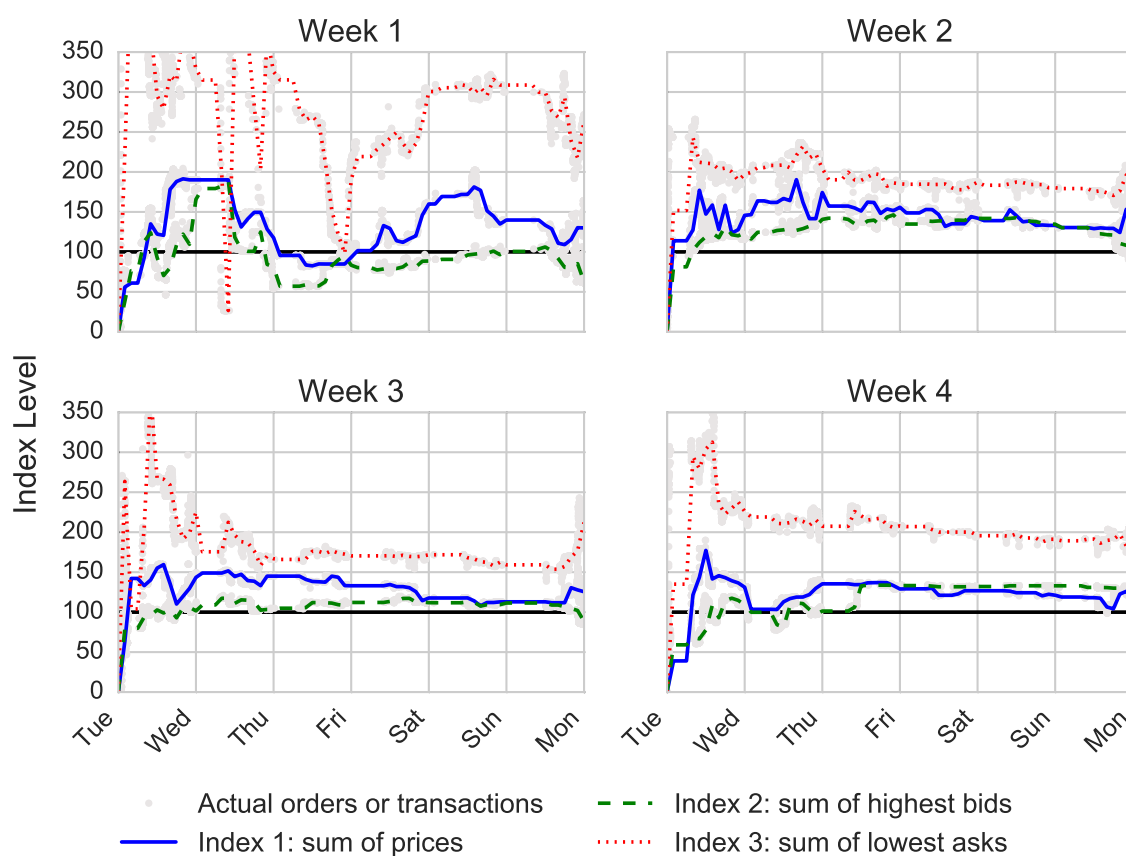 Week 1
Week 2
350
300
250
200
150
100
50
0
Index Level
Week 3
Week 4
350
300
250
200
150
100
50
0
Tue Wed Thu Fri Sat Sun Mon
Tue Wed Thu Fri Sat Sun Mon
Actual orders or transactions
Index 1: sum of prices
Index 2: sum of highest bids
Index 3: sum of lowest asks